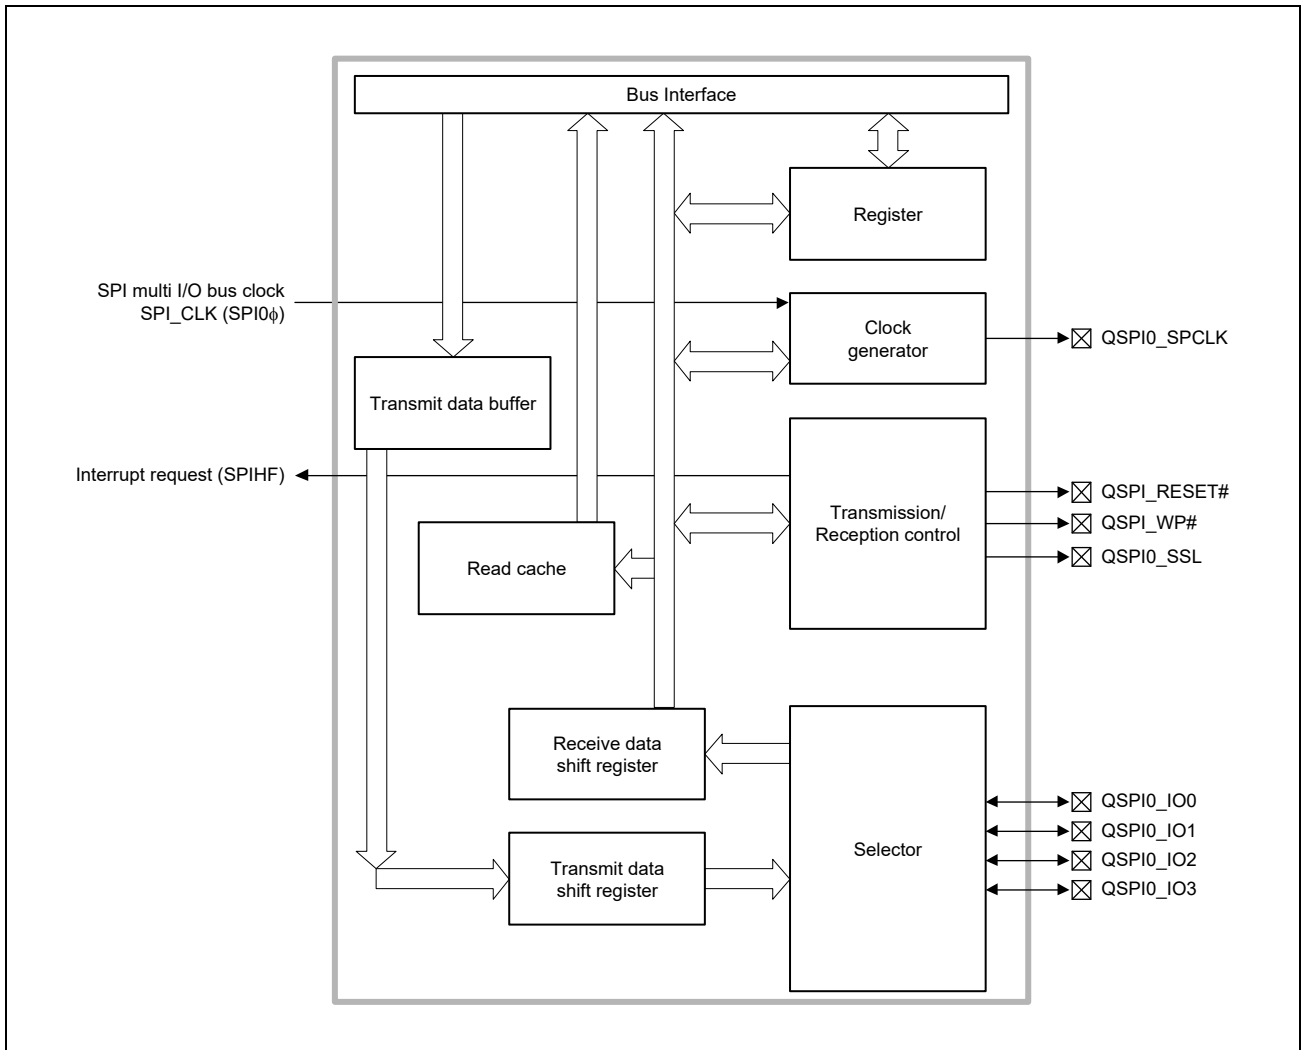 Bus Interface
Register
SPI multi I/O bus clock
SPI_CLK (SPI0ϕ)
Clock
generator
QSPI0_SPCLK
Transmit data buffer
Interrupt request (SPIHF)
Transmission/
Reception control
QSPI_RESET#
QSPI_WP#
QSPI0_SSL
Read cache
Receive data
shift register
Selector
QSPI0_IO0
QSPI0_IO1
QSPI0_IO2
QSPI0_IO3
Transmit data
shift register